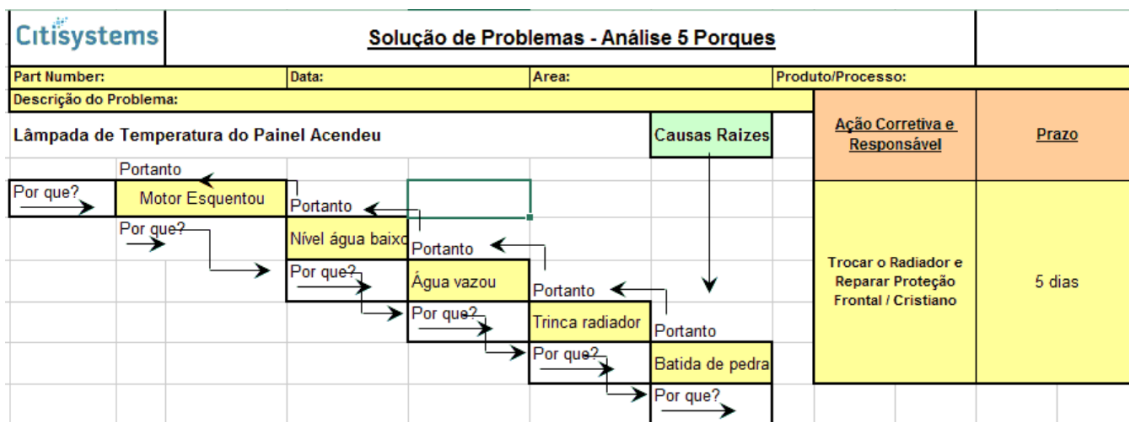 Citisystems
Solução de Problemas - Análise 5 Porques
Part Number: Data: Area: Produto/Processo:
Descrição do Problema:
Lâmpada de Temperatura do Painel Acendeu
Causas Raizes
Ação Corretiva e
Responsável
Prazo
Portanto
Por que? Motor Esquentou
Portanto
Por que? Nível água baixo
Portanto
Por que? Água vazou
Portanto
Por que? Trinca radiador
Portanto
Por que? Batida de pedra
Por que?
Trocar o Radiador e
Reparar Proteção
Frontal / Cristiano
5 dias